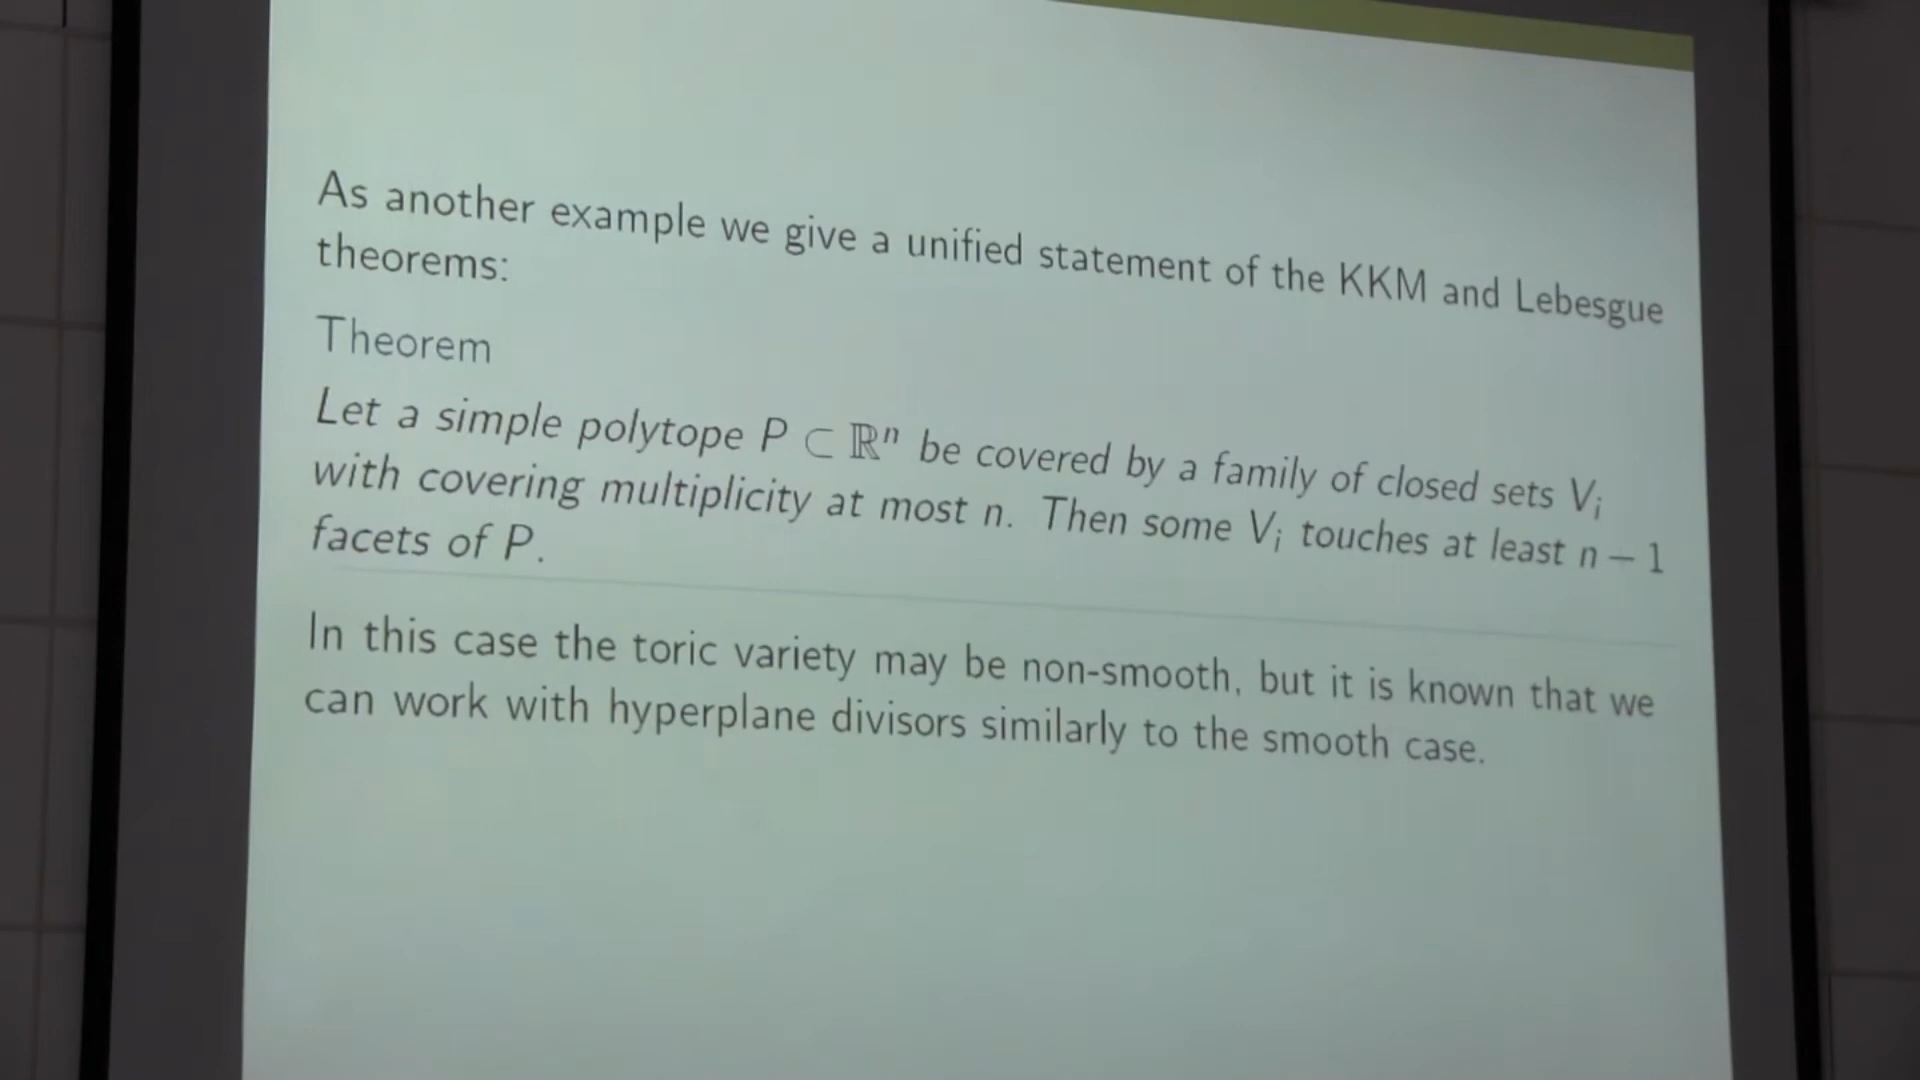 As another example we give a unified statement of the KKM and Lebesgue
theorems:
Theorem
Let a simple polytope P ⊂ ℝⁿ be covered by a family of closed sets Vᵢ
with covering multiplicity at most n. Then some Vᵢ touches at least n − 1
facets of P.
In this case the toric variety may be non-smooth, but it is known that we
can work with hyperplane divisors similarly to the smooth case.